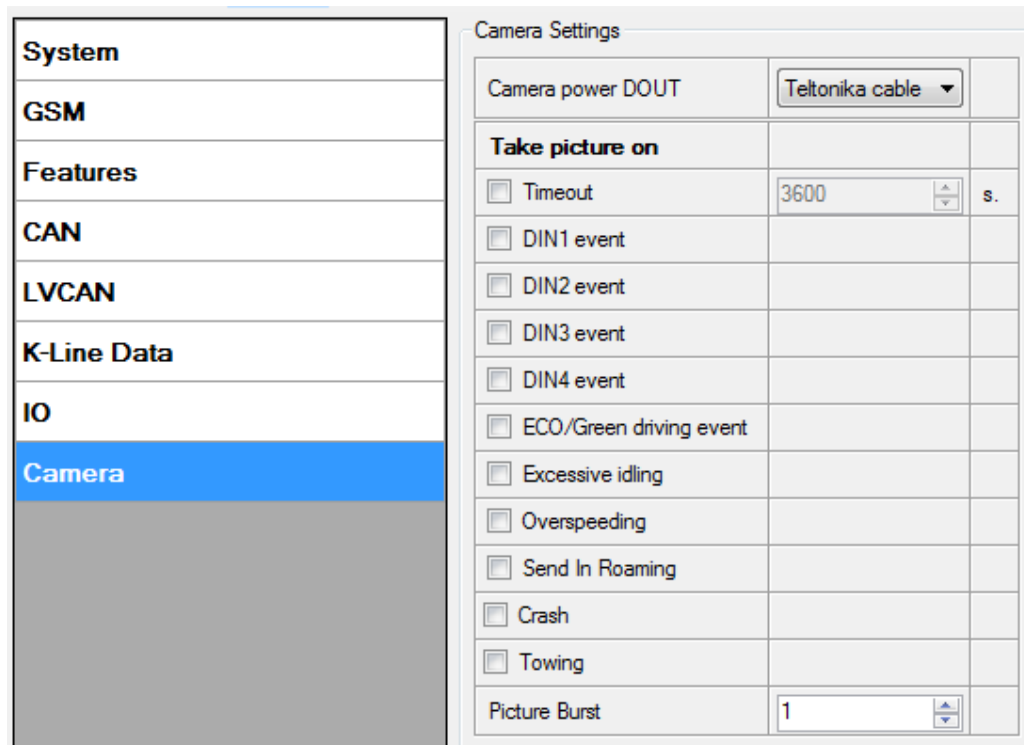 System
GSM
Features
CAN
LVCAN
K-Line Data
IO
Camera
Camera Settings
Camera power DOUT Teltonika cable
Take picture on
Timeout 3600 s.
DIN1 event
DIN2 event
DIN3 event
DIN4 event
ECO/Green driving event
Excessive idling
Overspeeding
Send In Roaming
Crash
Towing
Picture Burst 1